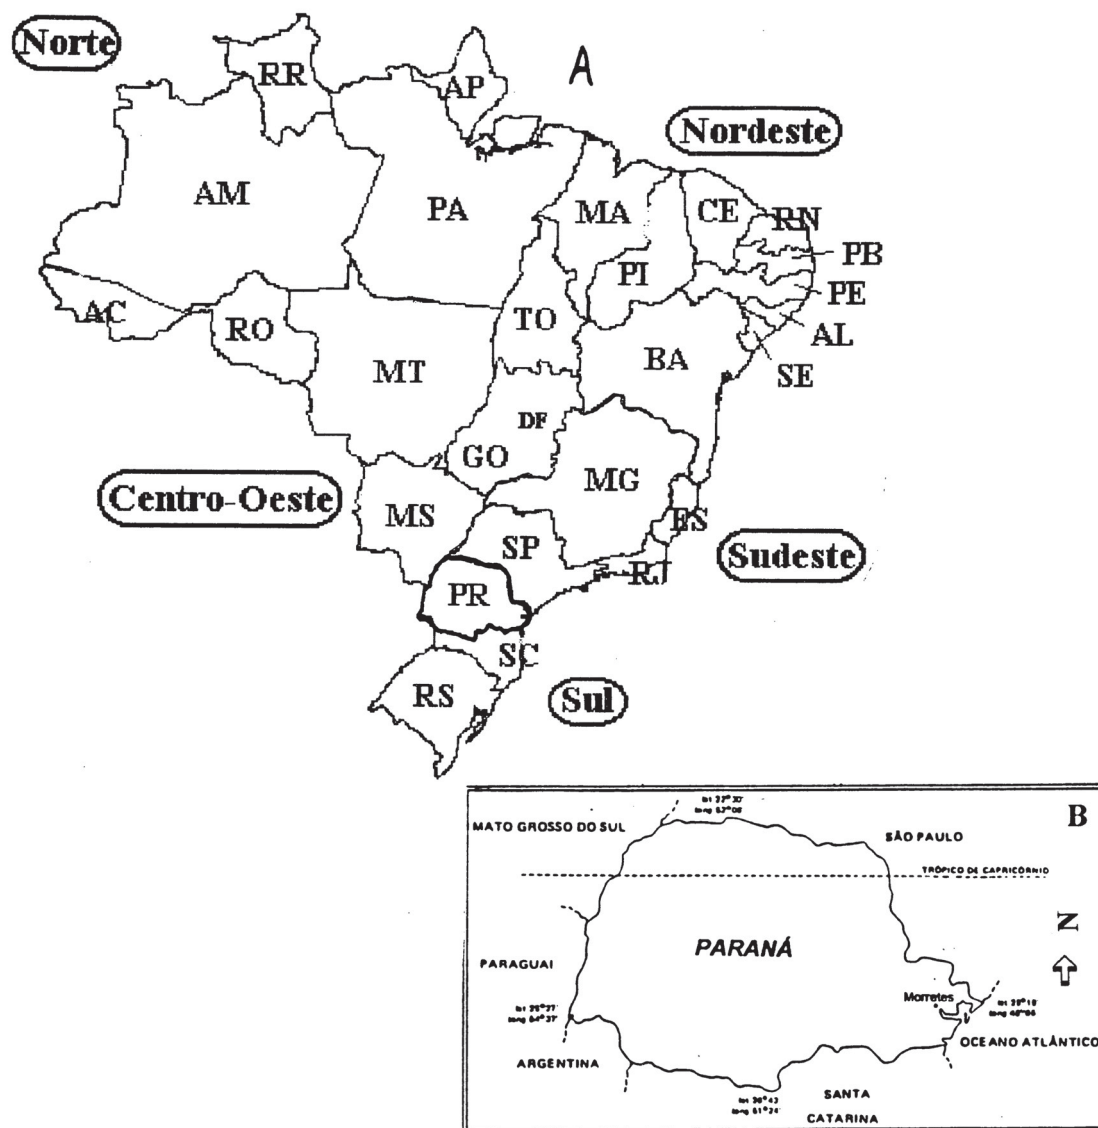 Norte
A
RR
AP
Nordeste
AM
PA
MA
CE
RN
PB
PI
PE
AC
RO
TO
AL
MT
BA
SE
DF
GO
MG
Centro-Oeste
MS
ES
SP
Sudeste
RJ
PR
SC
RS
Sul
B
MATO GROSSO DO SUL
SÃO PAULO
TRÓPICO DE CAPRICÓRNIO
N
PARANÁ
PARAGUAI
Morretes
OCEANO ATLÂNTICO
ARGENTINA
SANTA
CATARINA